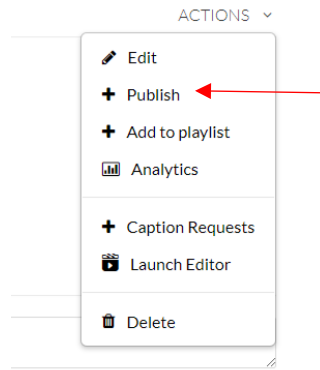 ACTIONS
Edit
Publish
Add to playlist
Analytics
Caption Requests
Launch Editor
Delete